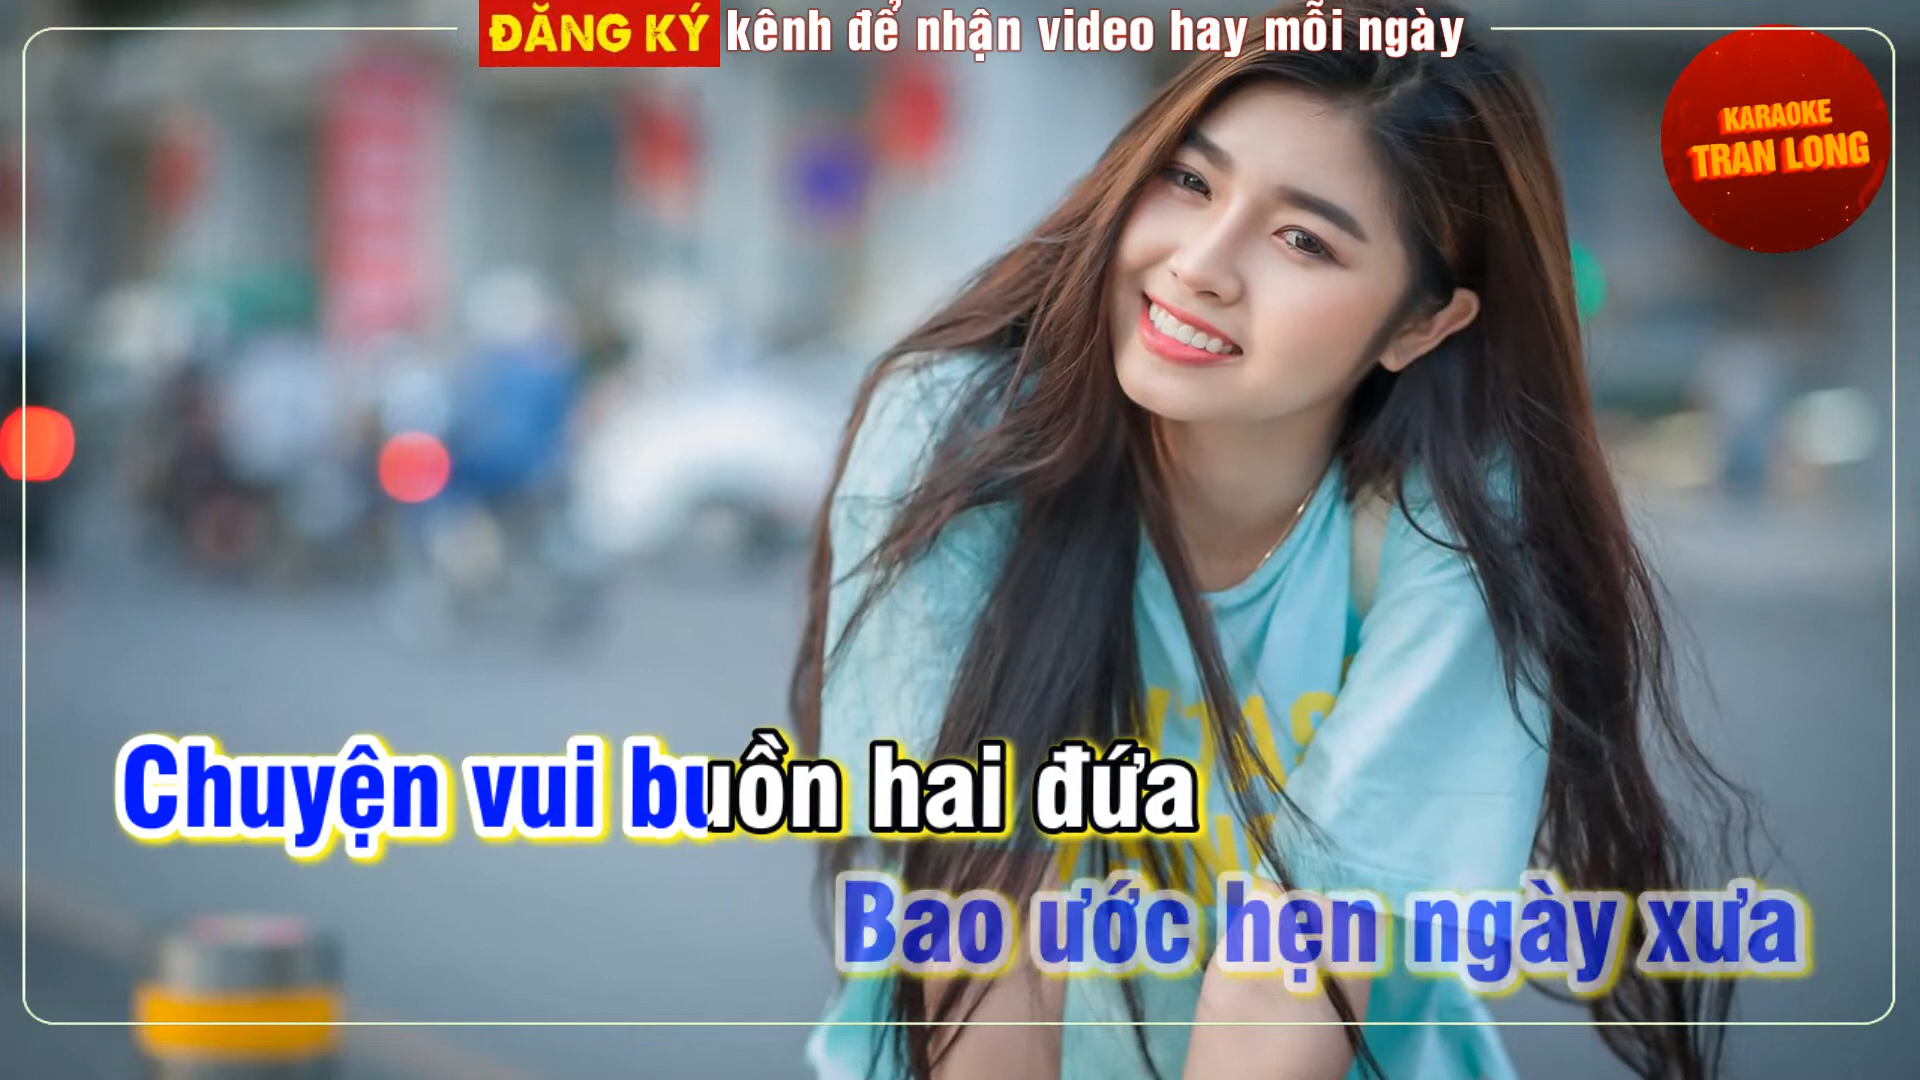 ĐĂNG KÝ kênh để nhận video hay mỗi ngày
KARAOKE
TRAN LONG
Chuyện vui buồn hai đứa
Bao ước hẹn ngày xưa